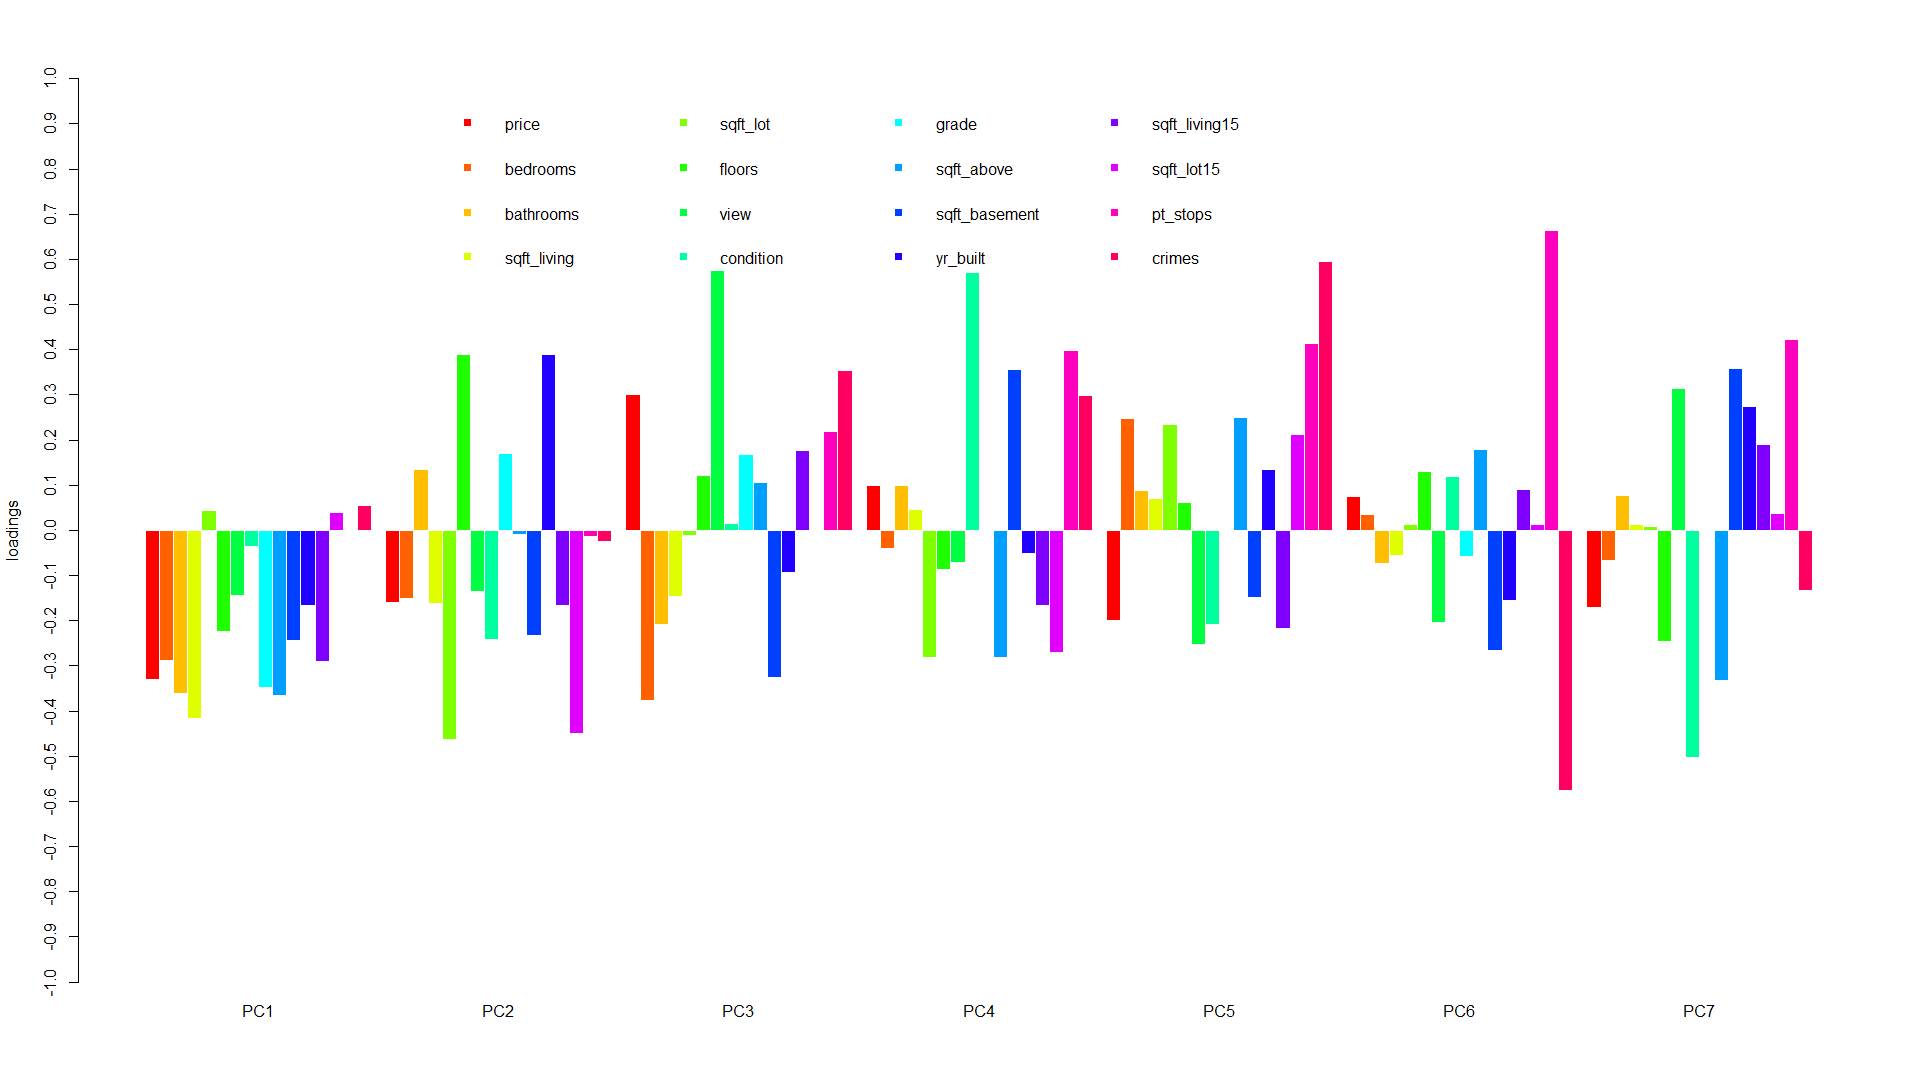 1.0
0.9
0.8
0.7
0.6
0.5
0.4
0.3
0.2
0.1
0.0
-0.1
-0.2
-0.3
-0.4
-0.5
-0.6
-0.7
-0.8
-0.9
-1.0
loadings
price
bedrooms
bathrooms
sqft_living
sqft_lot
floors
view
condition
grade
sqft_above
sqft_basement
yr_built
sqft_living15
sqft_lot15
pt_stops
crimes
PC1 PC2 PC3 PC4 PC5 PC6 PC7